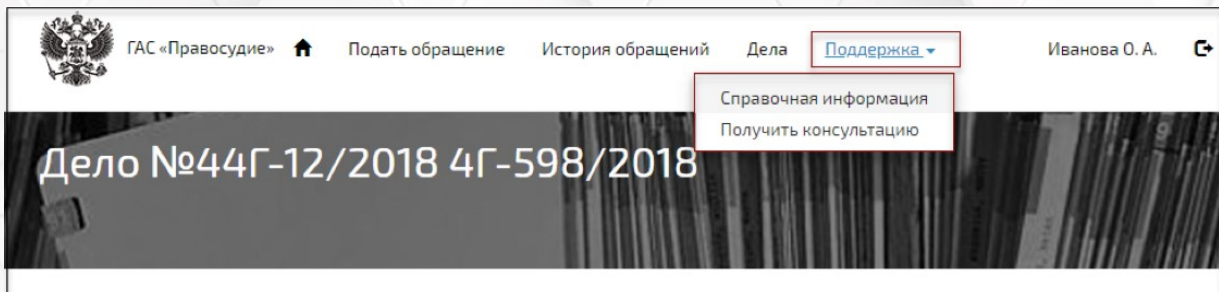 ГАС «Правосудие» Подать обращение История обращений Дела Поддержка Иванова О. А.
Справочная информация
Получить консультацию
Дело №44Г-12/2018 4Г-598/2018